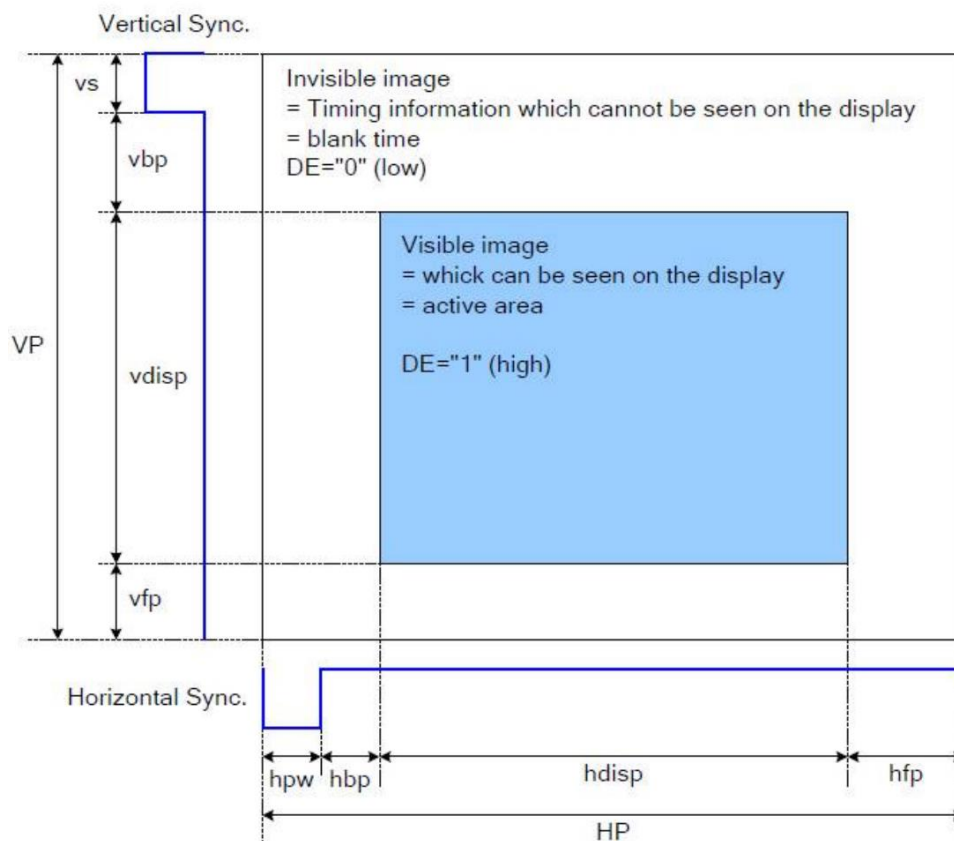 Vertical Sync.
vs
vbp
VP
vdisp
vfp
Invisible image
= Timing information which cannot be seen on the display
= blank time
DE="0" (low)
Visible image
= whick can be seen on the display
= active area
DE="1" (high)
Horizontal Sync.
hpw
hbp
hdisp
hfp
HP